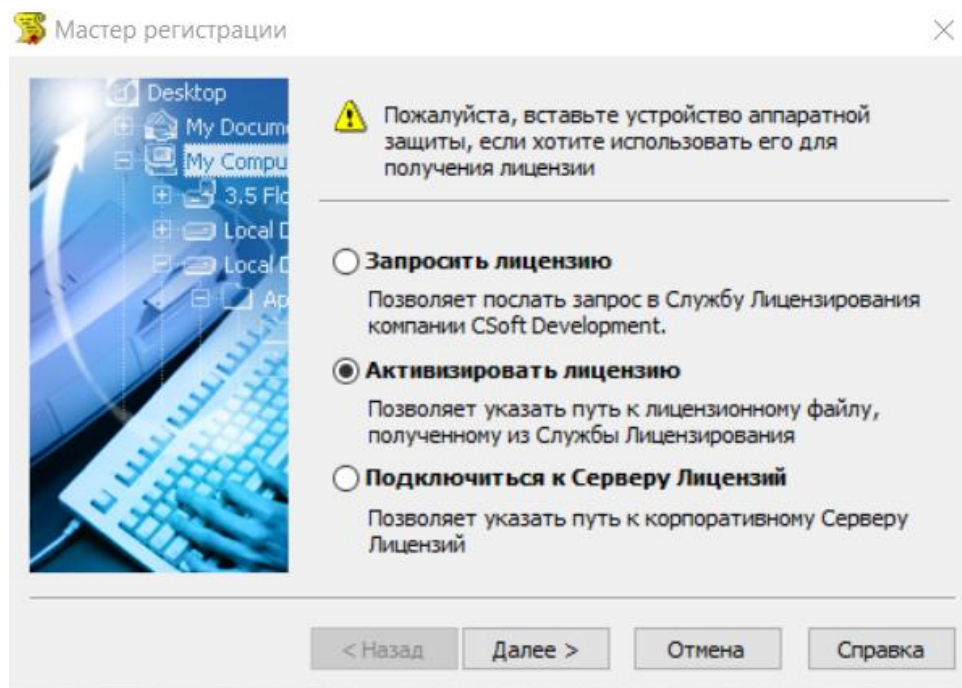 Мастер регистрации
Desktop
My Docum
My Compu
3.5 Flo
Local D
Local D
Ap
Пожалуйста, вставьте устройство аппаратной
защиты, если хотите использовать его для
получения лицензии
Запросить лицензию
Позволяет послать запрос в Службу Лицензирования
компании CSoft Development.
Активизировать лицензию
Позволяет указать путь к лицензионному файлу,
полученному из Службы Лицензирования
Подключиться к Серверу Лицензий
Позволяет указать путь к корпоративному Серверу
Лицензий
< Назад Далее > Отмена Справка